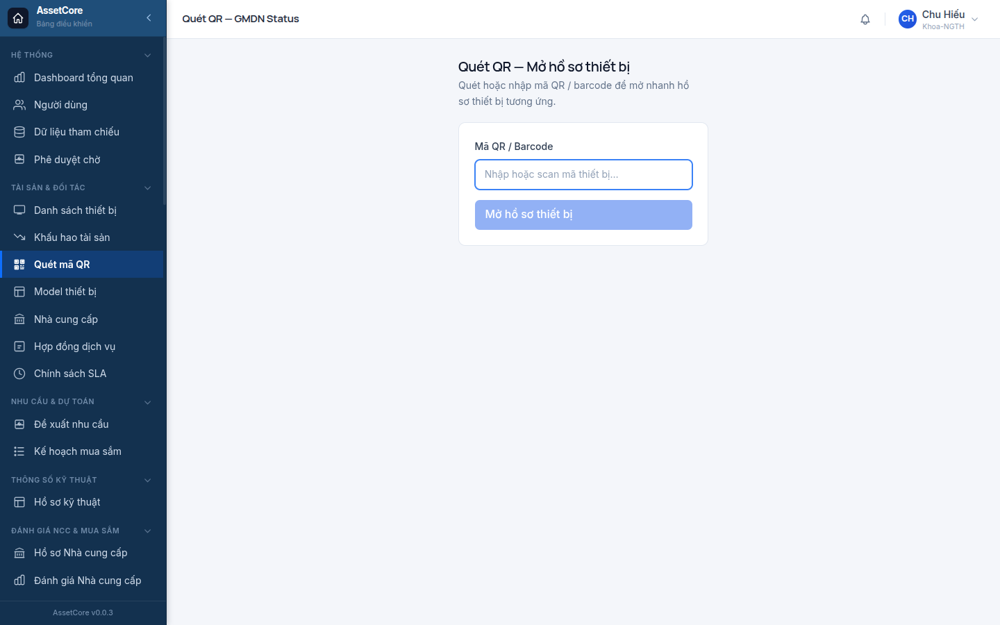 AssetCore
Bảng điều khiển
HỆ THỐNG
Dashboard tổng quan
Người dùng
Dữ liệu tham chiếu
Phê duyệt chờ
TÀI SẢN & ĐỐI TÁC
Danh sách thiết bị
Khấu hao tài sản
Quét mã QR
Model thiết bị
Nhà cung cấp
Hợp đồng dịch vụ
Chính sách SLA
NHU CẦU & DỰ TOÁN
Đề xuất nhu cầu
Kế hoạch mua sắm
THÔNG SỐ KỸ THUẬT
Hồ sơ kỹ thuật
ĐÁNH GIÁ NCC & MUA SẮM
Hồ sơ Nhà cung cấp
Đánh giá Nhà cung cấp
AssetCore v0.0.3
Quét QR — GMDN Status
CH
Chu Hiếu
Khoa-NGTH
Quét QR — Mở hồ sơ thiết bị
Quét hoặc nhập mã QR / barcode để mở nhanh hồ
sơ thiết bị tương ứng.
Mã QR / Barcode
Nhập hoặc scan mã thiết bị...
Mở hồ sơ thiết bị